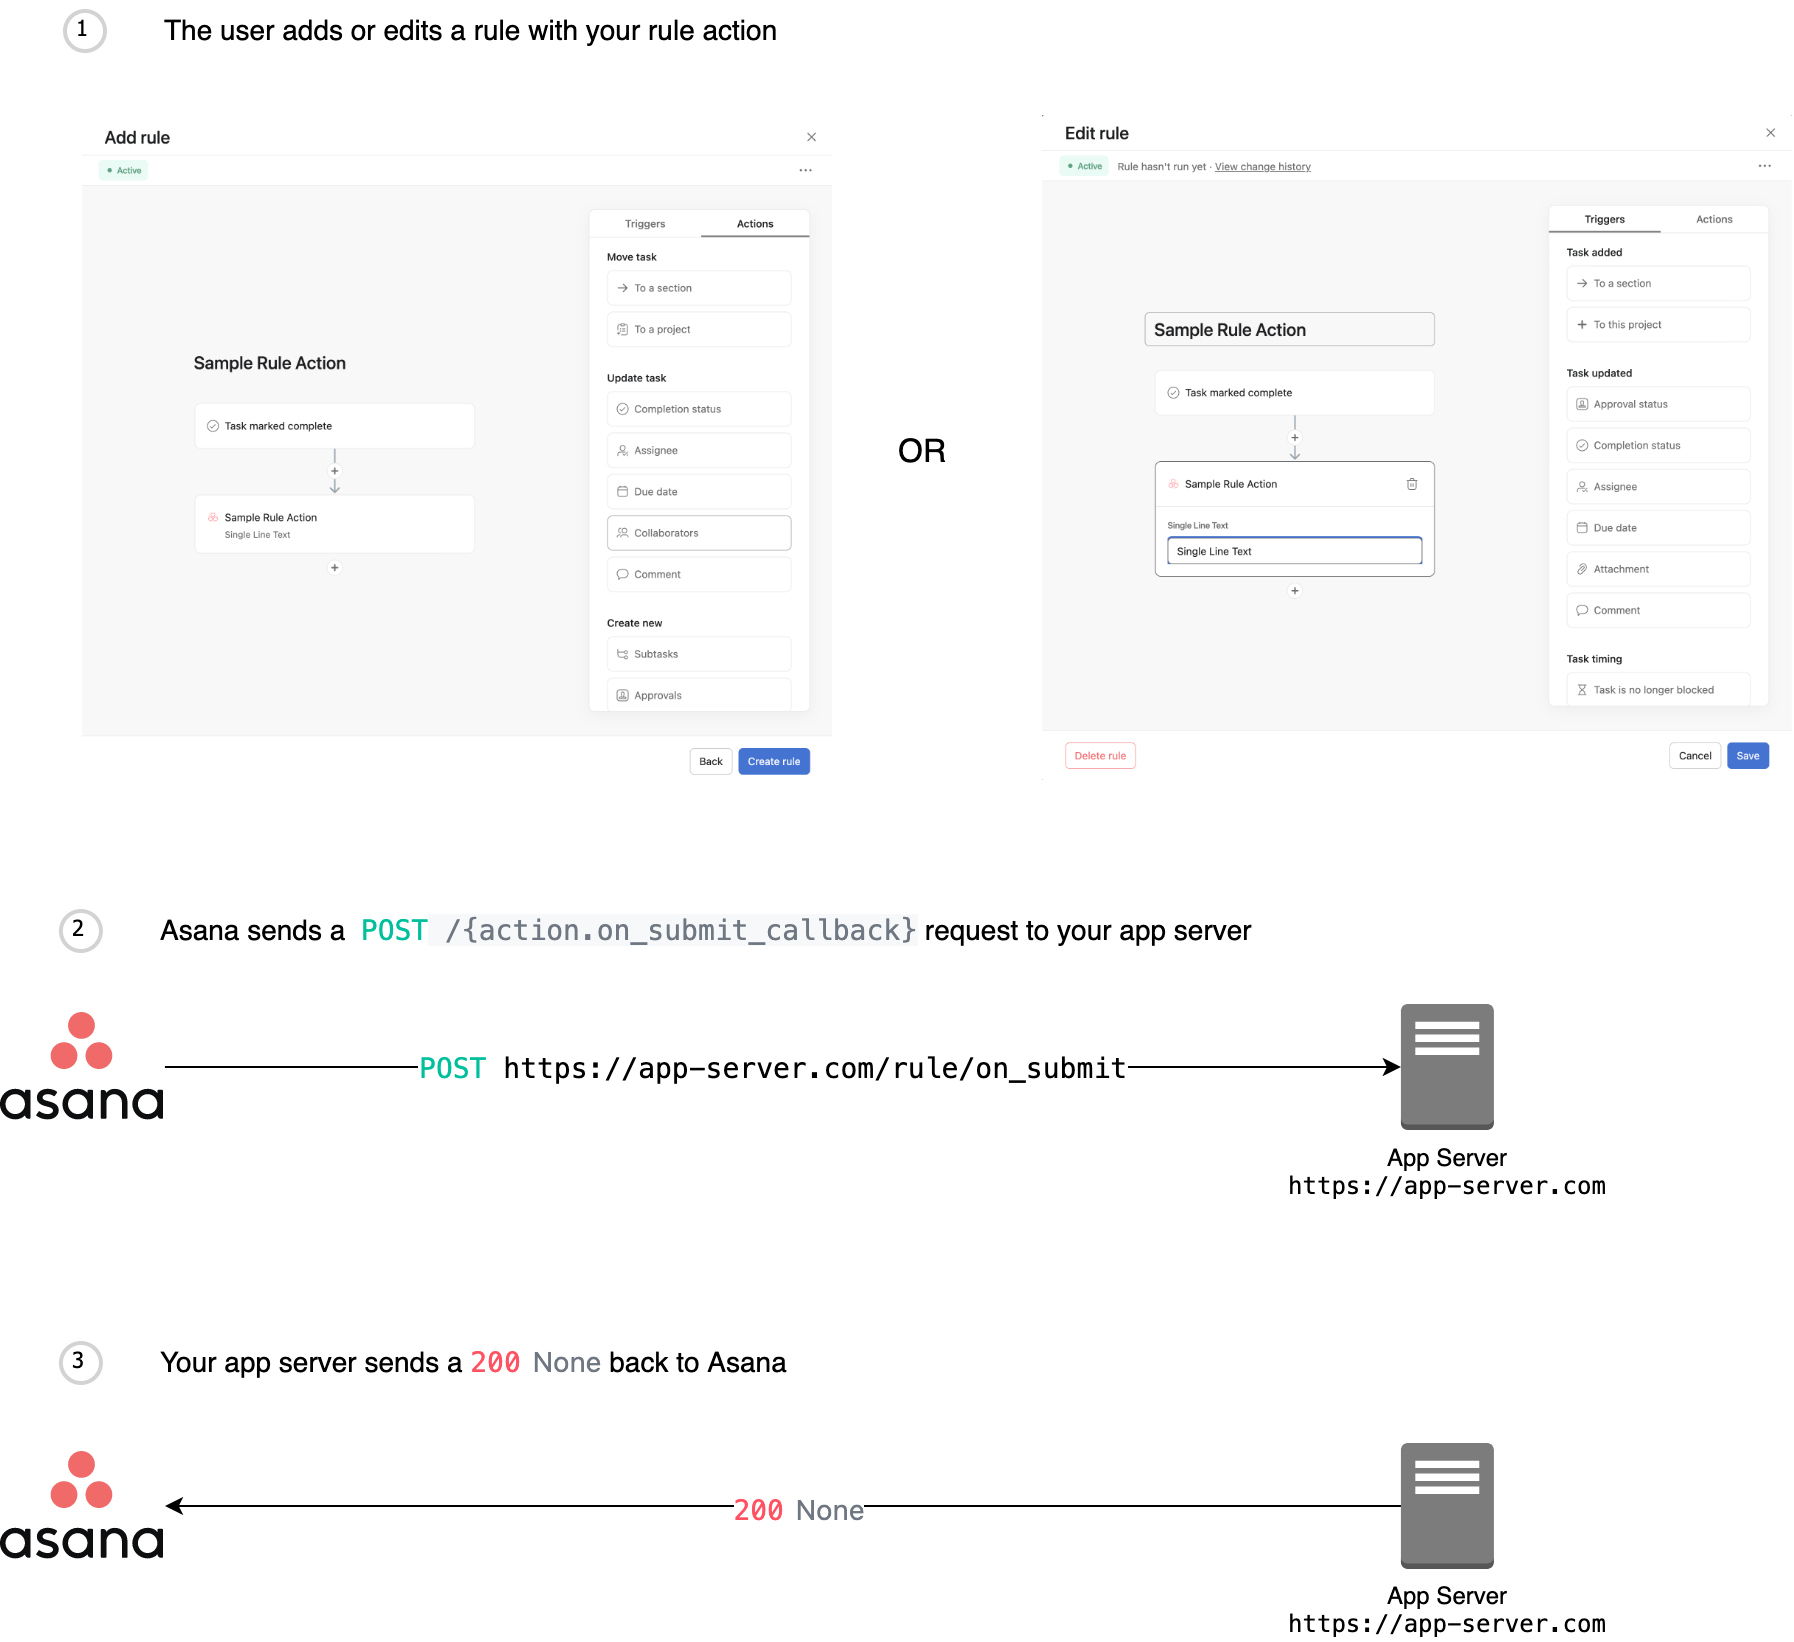 1
The user adds or edits a rule with your rule action
Add rule
Active
Triggers
Actions
Move task
To a section
To a project
Update task
Completion status
Assignee
Due date
Collaborators
Comment
Create new
Subtasks
Approvals
Sample Rule Action
Task marked complete
Sample Rule Action
Single Line Text
Back
Create rule
OR
Edit rule
Active
Rule hasn't run yet · View change history
Triggers
Actions
Task added
To a section
To this project
Task updated
Approval status
Completion status
Assignee
Due date
Attachment
Comment
Task timing
Task is no longer blocked
Sample Rule Action
Task marked complete
Sample Rule Action
Single Line Text
Single Line Text
Delete rule
Cancel
Save
2
Asana sends a POST /{action.on_submit_callback} request to your app server
asana
POST https://app-server.com/rule/on_submit
App Server
https://app-server.com
3
Your app server sends a 200 None back to Asana
asana
200 None
App Server
https://app-server.com